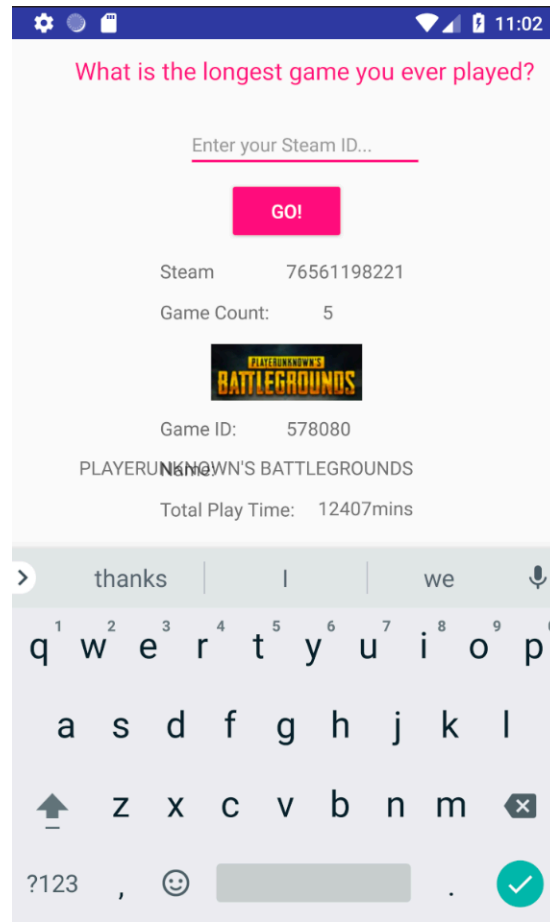 11:02
What is the longest game you ever played?
Enter your Steam ID...
GO!
Steam 76561198221
Game Count: 5
PLAYERUNKNOWN'S
BATTLEGROUNDS
Game ID: 578080
Name: PLAYERUNKNOWN'S BATTLEGROUNDS
Total Play Time: 12407mins
thanks I we
1 2 3 4 5 6 7 8 9
q w e r t y u i o p
a s d f g h j k l
z x c v b n m
?123 , .